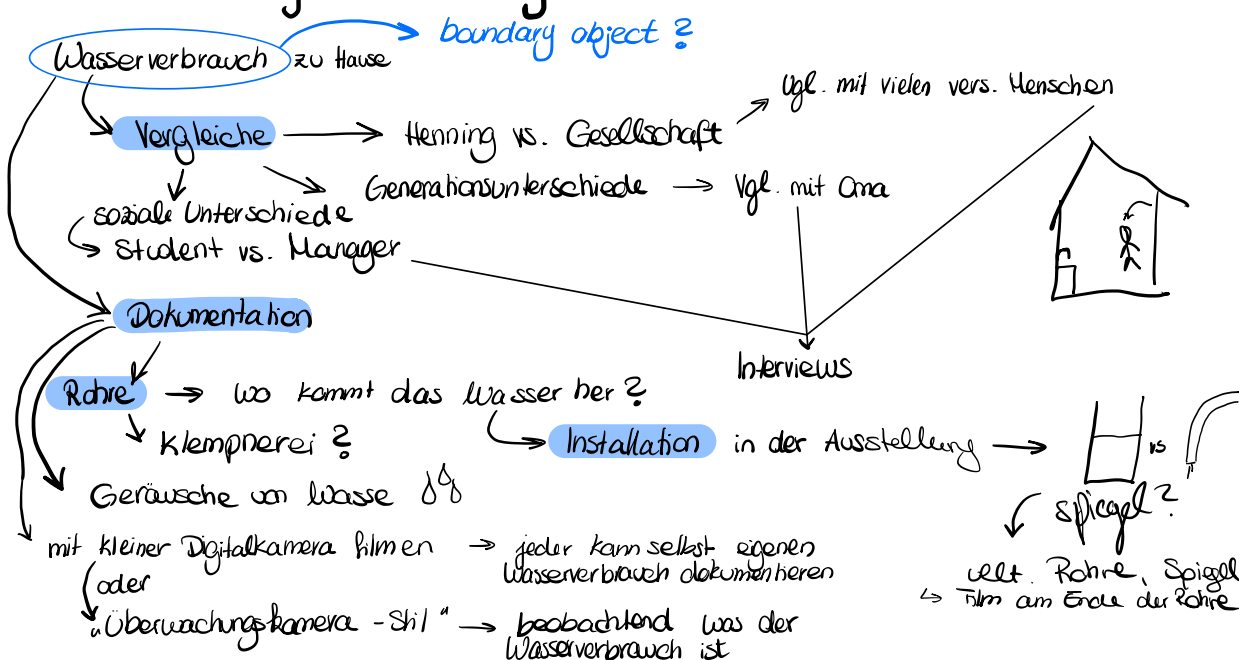 boundary object ?
Wasserverbrauch zu Hause
Vgl. mit vielen vers. Menschen
Vergleiche
Henning vs. Gesellschaft
Generationsunterschiede
Vgl. mit Oma
soziale Unterschiede
Student vs. Manager
Dokumentation
Interviews
Rohre
wo kommt das Wasser her ?
Klempnerei ?
Installation in der Ausstellung
vs
Geräusche von Wasse
spiegel ?
mit kleiner Digitalkamera filmen
jeder kann selbst eigenen
Wasserverbrauch dokumentieren
oder
"Überwachungskamera - Stil"
beobachtend was der
Wasserverbrauch ist
Rohre, Spiegel
Film am Ende der Rohre